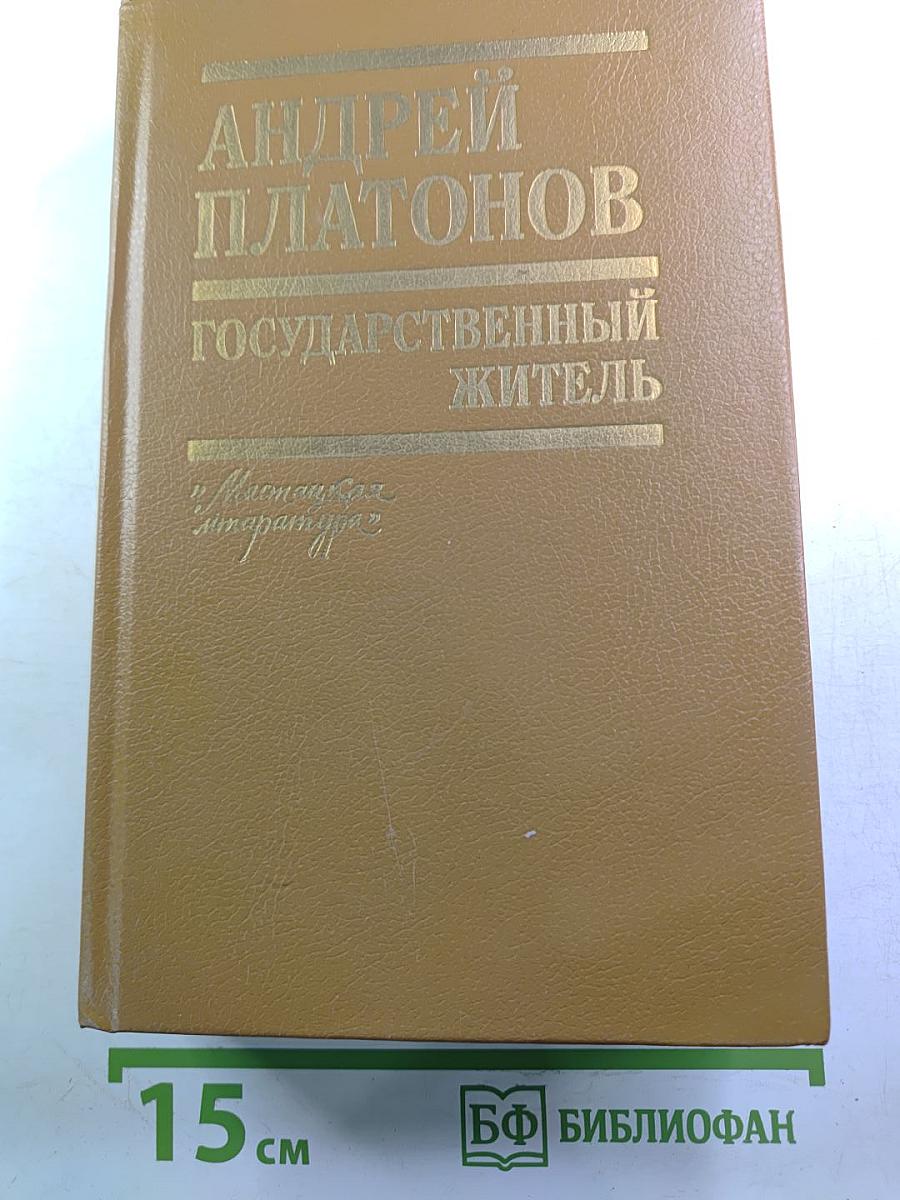 АНДРЕЙ
ПЛАТОНОВ
ГОСУДАРСТВЕННЫЙ
ЖИТЕЛЬ
"Мастацкая
літаратура"
15 см
БФ БИБЛИОФАН